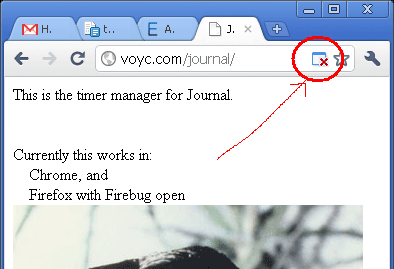 H.
t..
A.
J.
voyc.com/journal/
This is the timer manager for Journal.
Currently this works in:
Chrome, and
Firefox with Firebug open